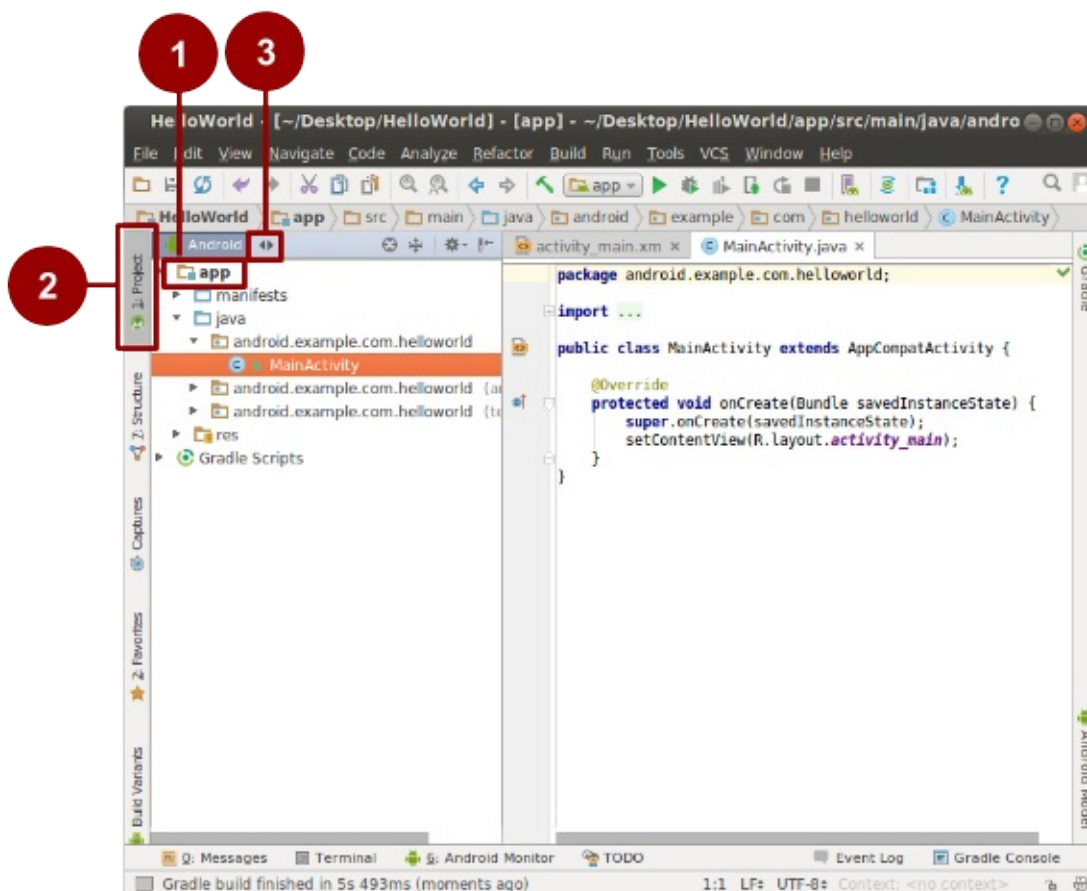 1 3
HelloWorld - [~/Desktop/HelloWorld] - [app] - ~/Desktop/HelloWorld/app/src/main/java/andro
File Edit View Navigate Code Analyze Refactor Build Run Tools VCS Window Help
app ?
HelloWorld app src main java android example com helloworld MainActivity
Android activity_main.xm MainActivity.java
2
1: Project
app
manifests
java
android.example.com.helloworld
MainActivity
android.example.com.helloworld (a
android.example.com.helloworld (te
res
Gradle Scripts
package android.example.com.helloworld;
import ...
public class MainActivity extends AppCompatActivity {
@Override
protected void onCreate(Bundle savedInstanceState) {
super.onCreate(savedInstanceState);
setContentView(R.layout.activity_main);
}
}
7: Structure
Captures
2: Favorites
Build Variants
Gradle
Android Model
0: Messages Terminal 6: Android Monitor TODO Event Log Gradle Console
Gradle build finished in 5s 493ms (moments ago) 1:1 LF÷ UTF-8÷ Context: <no context>